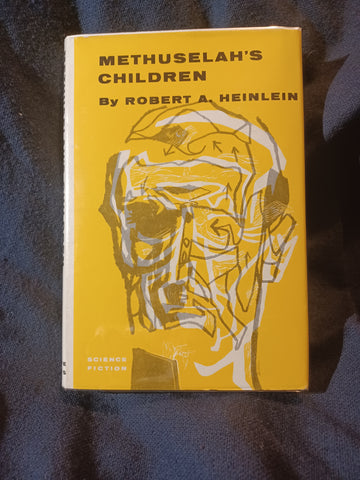 METHUSELAH'S
CHILDREN
By ROBERT A. HEINLEIN
SCIENCE
FICTION